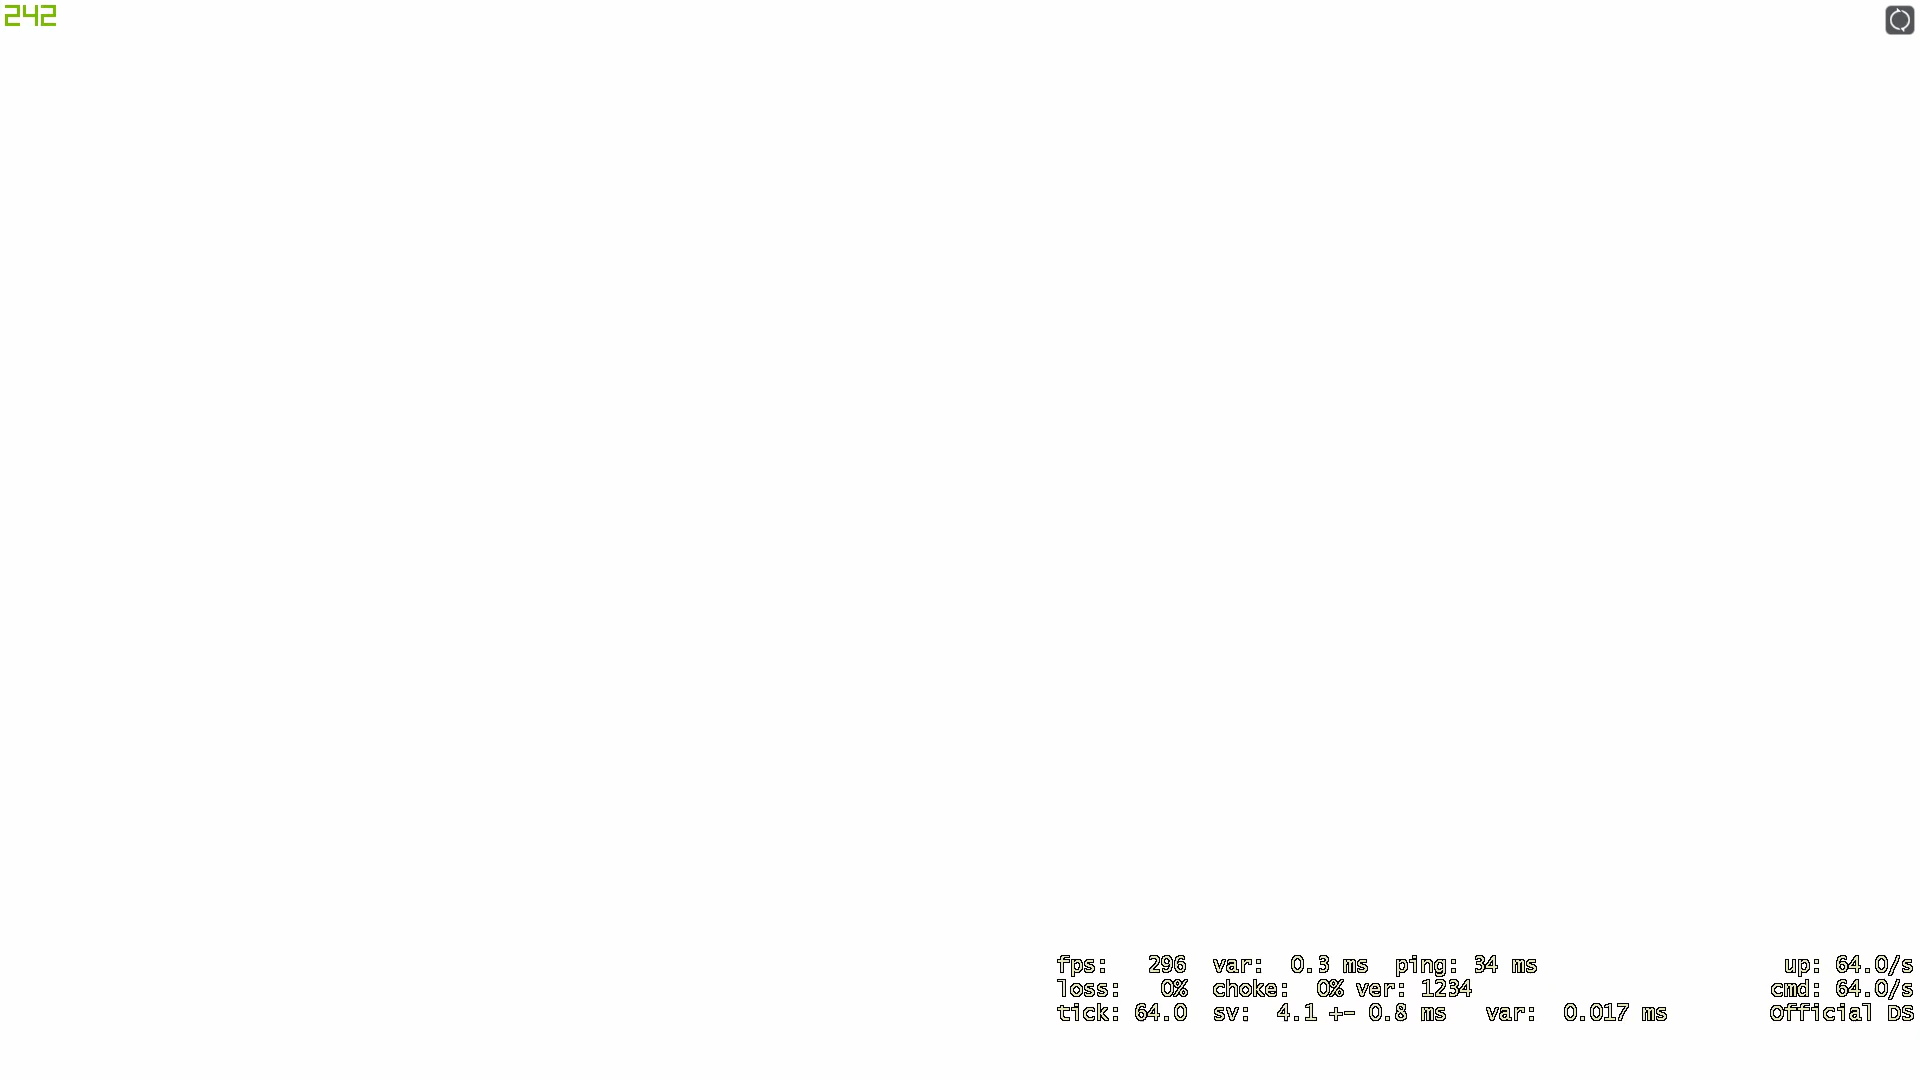 242
fps: 296 var: 0.3 ms ping: 34 ms up: 64.0/s
loss: 0% choke: 0% ver: 1234 cmd: 64.0/s
tick: 64.0 sv: 4.1 +- 0.8 ms var: 0.017 ms Official DS